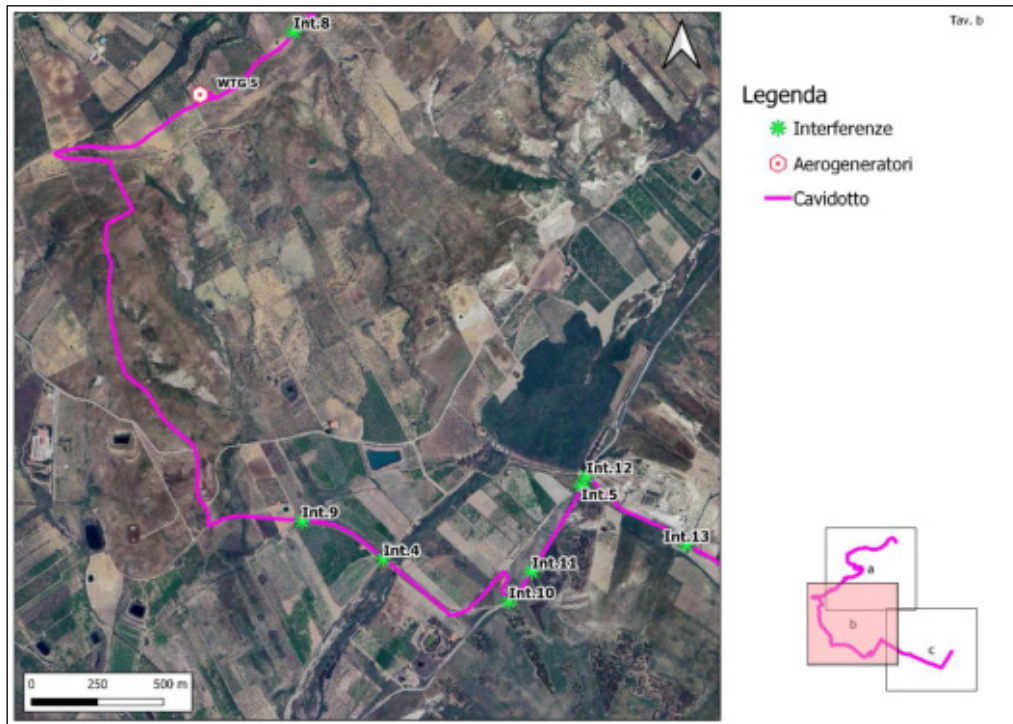 Tav. b
Int.8
WTG 5
Legenda
Interferenze
Aerogeneratori
Cavidotto
Int.12
Int.5
Int.9
Int.13
Int.4
Int.11
Int.10
a
b
c
0 250 500 m